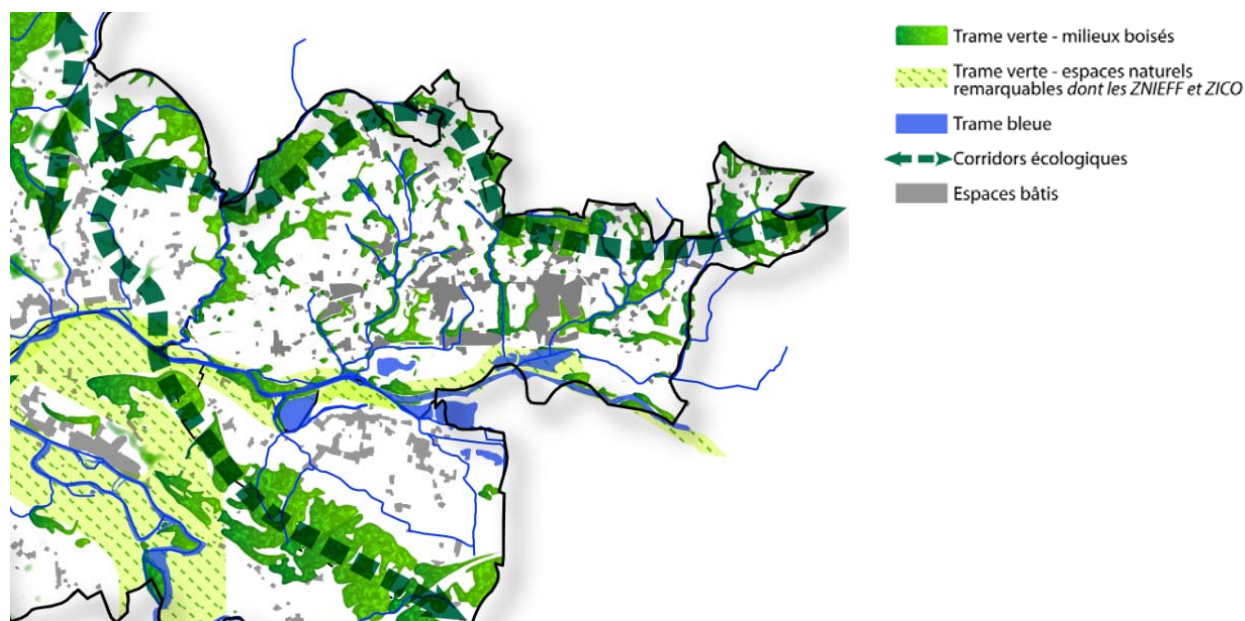 Trame verte - milieux boisés
Trame verte - espaces naturels
remarquables dont les ZNIEFF et ZICO
Trame bleue
Corridors écologiques
Espaces bâtis